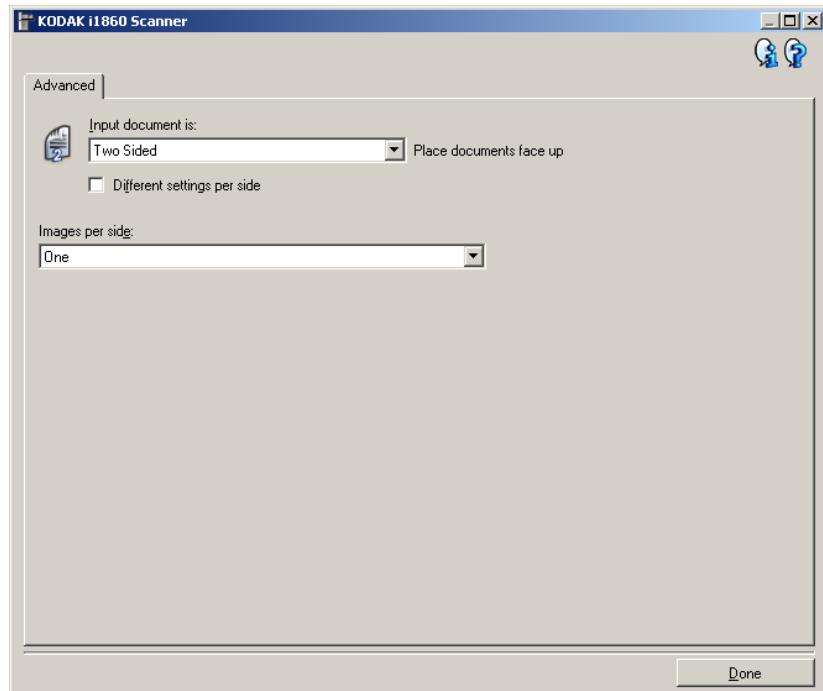 KODAK i1860 Scanner
Advanced
Input document is:
Two Sided Place documents face up
Different settings per side
Images per side:
One
Done